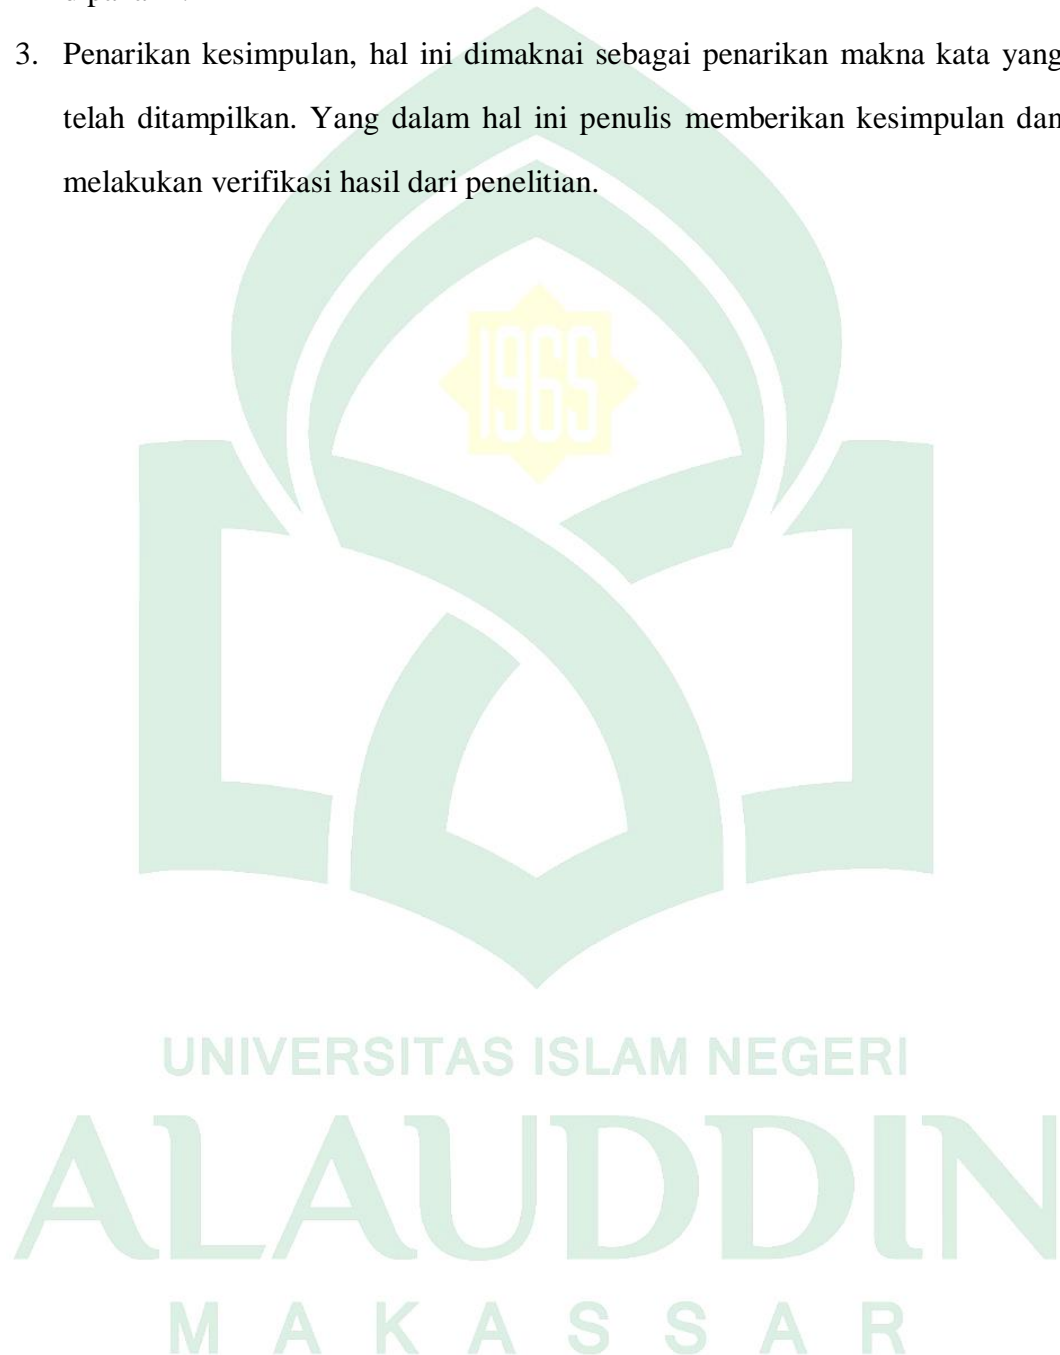 3. Penarikan kesimpulan, hal ini dimaknai sebagai penarikan makna kata yang
telah ditampilkan. Yang dalam hal ini penulis memberikan kesimpulan dan
melakukan verifikasi hasil dari penelitian.
1965
UNIVERSITAS ISLAM NEGERI
ALAUDDIN
MAKASSAR